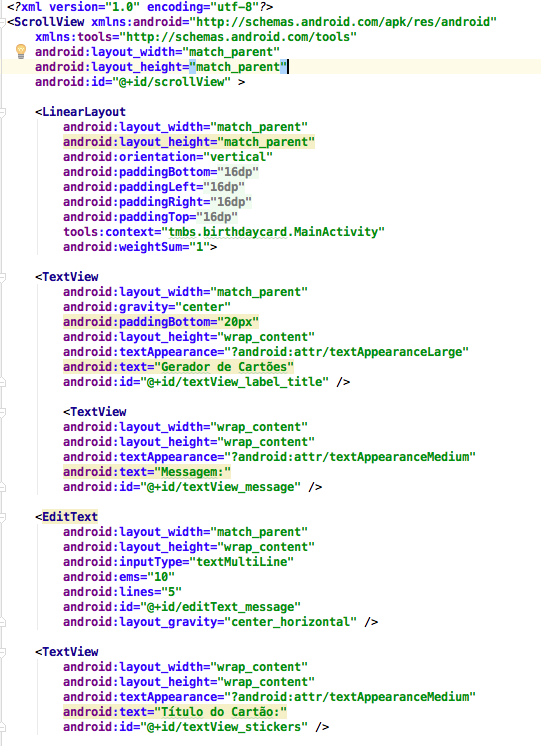 <?xml version="1.0" encoding="utf-8"?>
<ScrollView xmlns:android="http://schemas.android.com/apk/res/android"
    xmlns:tools="http://schemas.android.com/tools"
    android:layout_width="match_parent"
    android:layout_height="match_parent"
    android:id="@+id/scrollView" >

    <LinearLayout
        android:layout_width="match_parent"
        android:layout_height="match_parent"
        android:orientation="vertical"
        android:paddingBottom="16dp"
        android:paddingLeft="16dp"
        android:paddingRight="16dp"
        android:paddingTop="16dp"
        tools:context="tmbs.birthdaycard.MainActivity"
        android:weightSum="1">

    <TextView
        android:layout_width="match_parent"
        android:gravity="center"
        android:paddingBottom="20px"
        android:layout_height="wrap_content"
        android:textAppearance="?android:attr/textAppearanceLarge"
        android:text="Gerador de Cartões"
        android:id="@+id/textView_label_title" />

        <TextView
        android:layout_width="wrap_content"
        android:layout_height="wrap_content"
        android:textAppearance="?android:attr/textAppearanceMedium"
        android:text="Messagem:"
        android:id="@+id/textView_message" />

    <EditText
        android:layout_width="match_parent"
        android:layout_height="wrap_content"
        android:inputType="textMultiLine"
        android:ems="10"
        android:lines="5"
        android:id="@+id/editText_message"
        android:layout_gravity="center_horizontal" />

    <TextView
        android:layout_width="wrap_content"
        android:layout_height="wrap_content"
        android:textAppearance="?android:attr/textAppearanceMedium"
        android:text="Título do Cartão:"
        android:id="@+id/textView_stickers" />